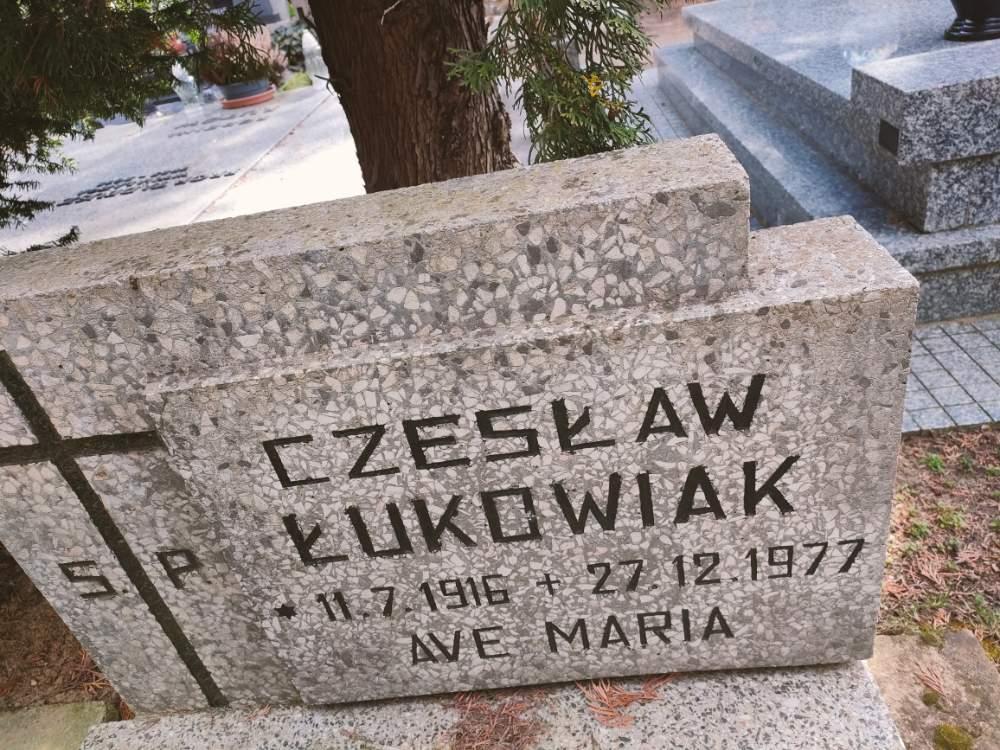 S. P.
CZESŁAW
ŁUKOWIAK
* 11.7.1916 + 27.12.1977
AVE MARIA